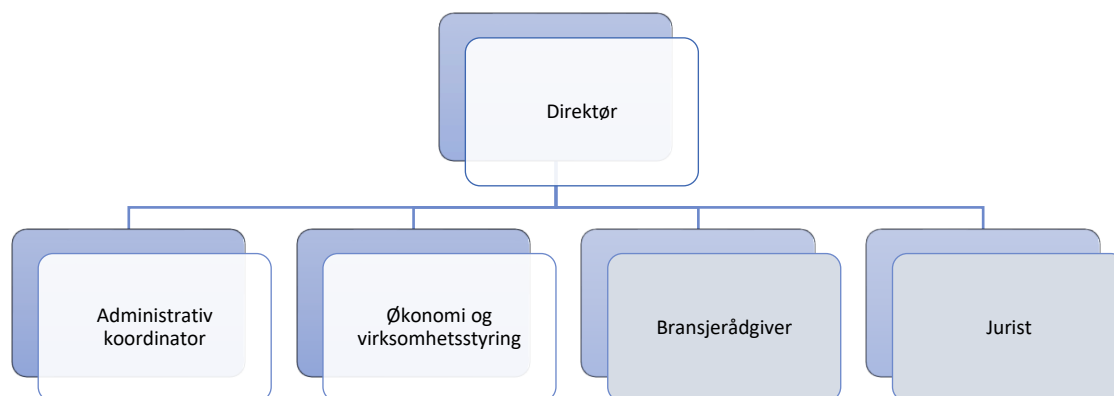 Direktør
Administrativ
koordinator
Økonomi og
virksomhetsstyring
Bransjerådgiver
Jurist